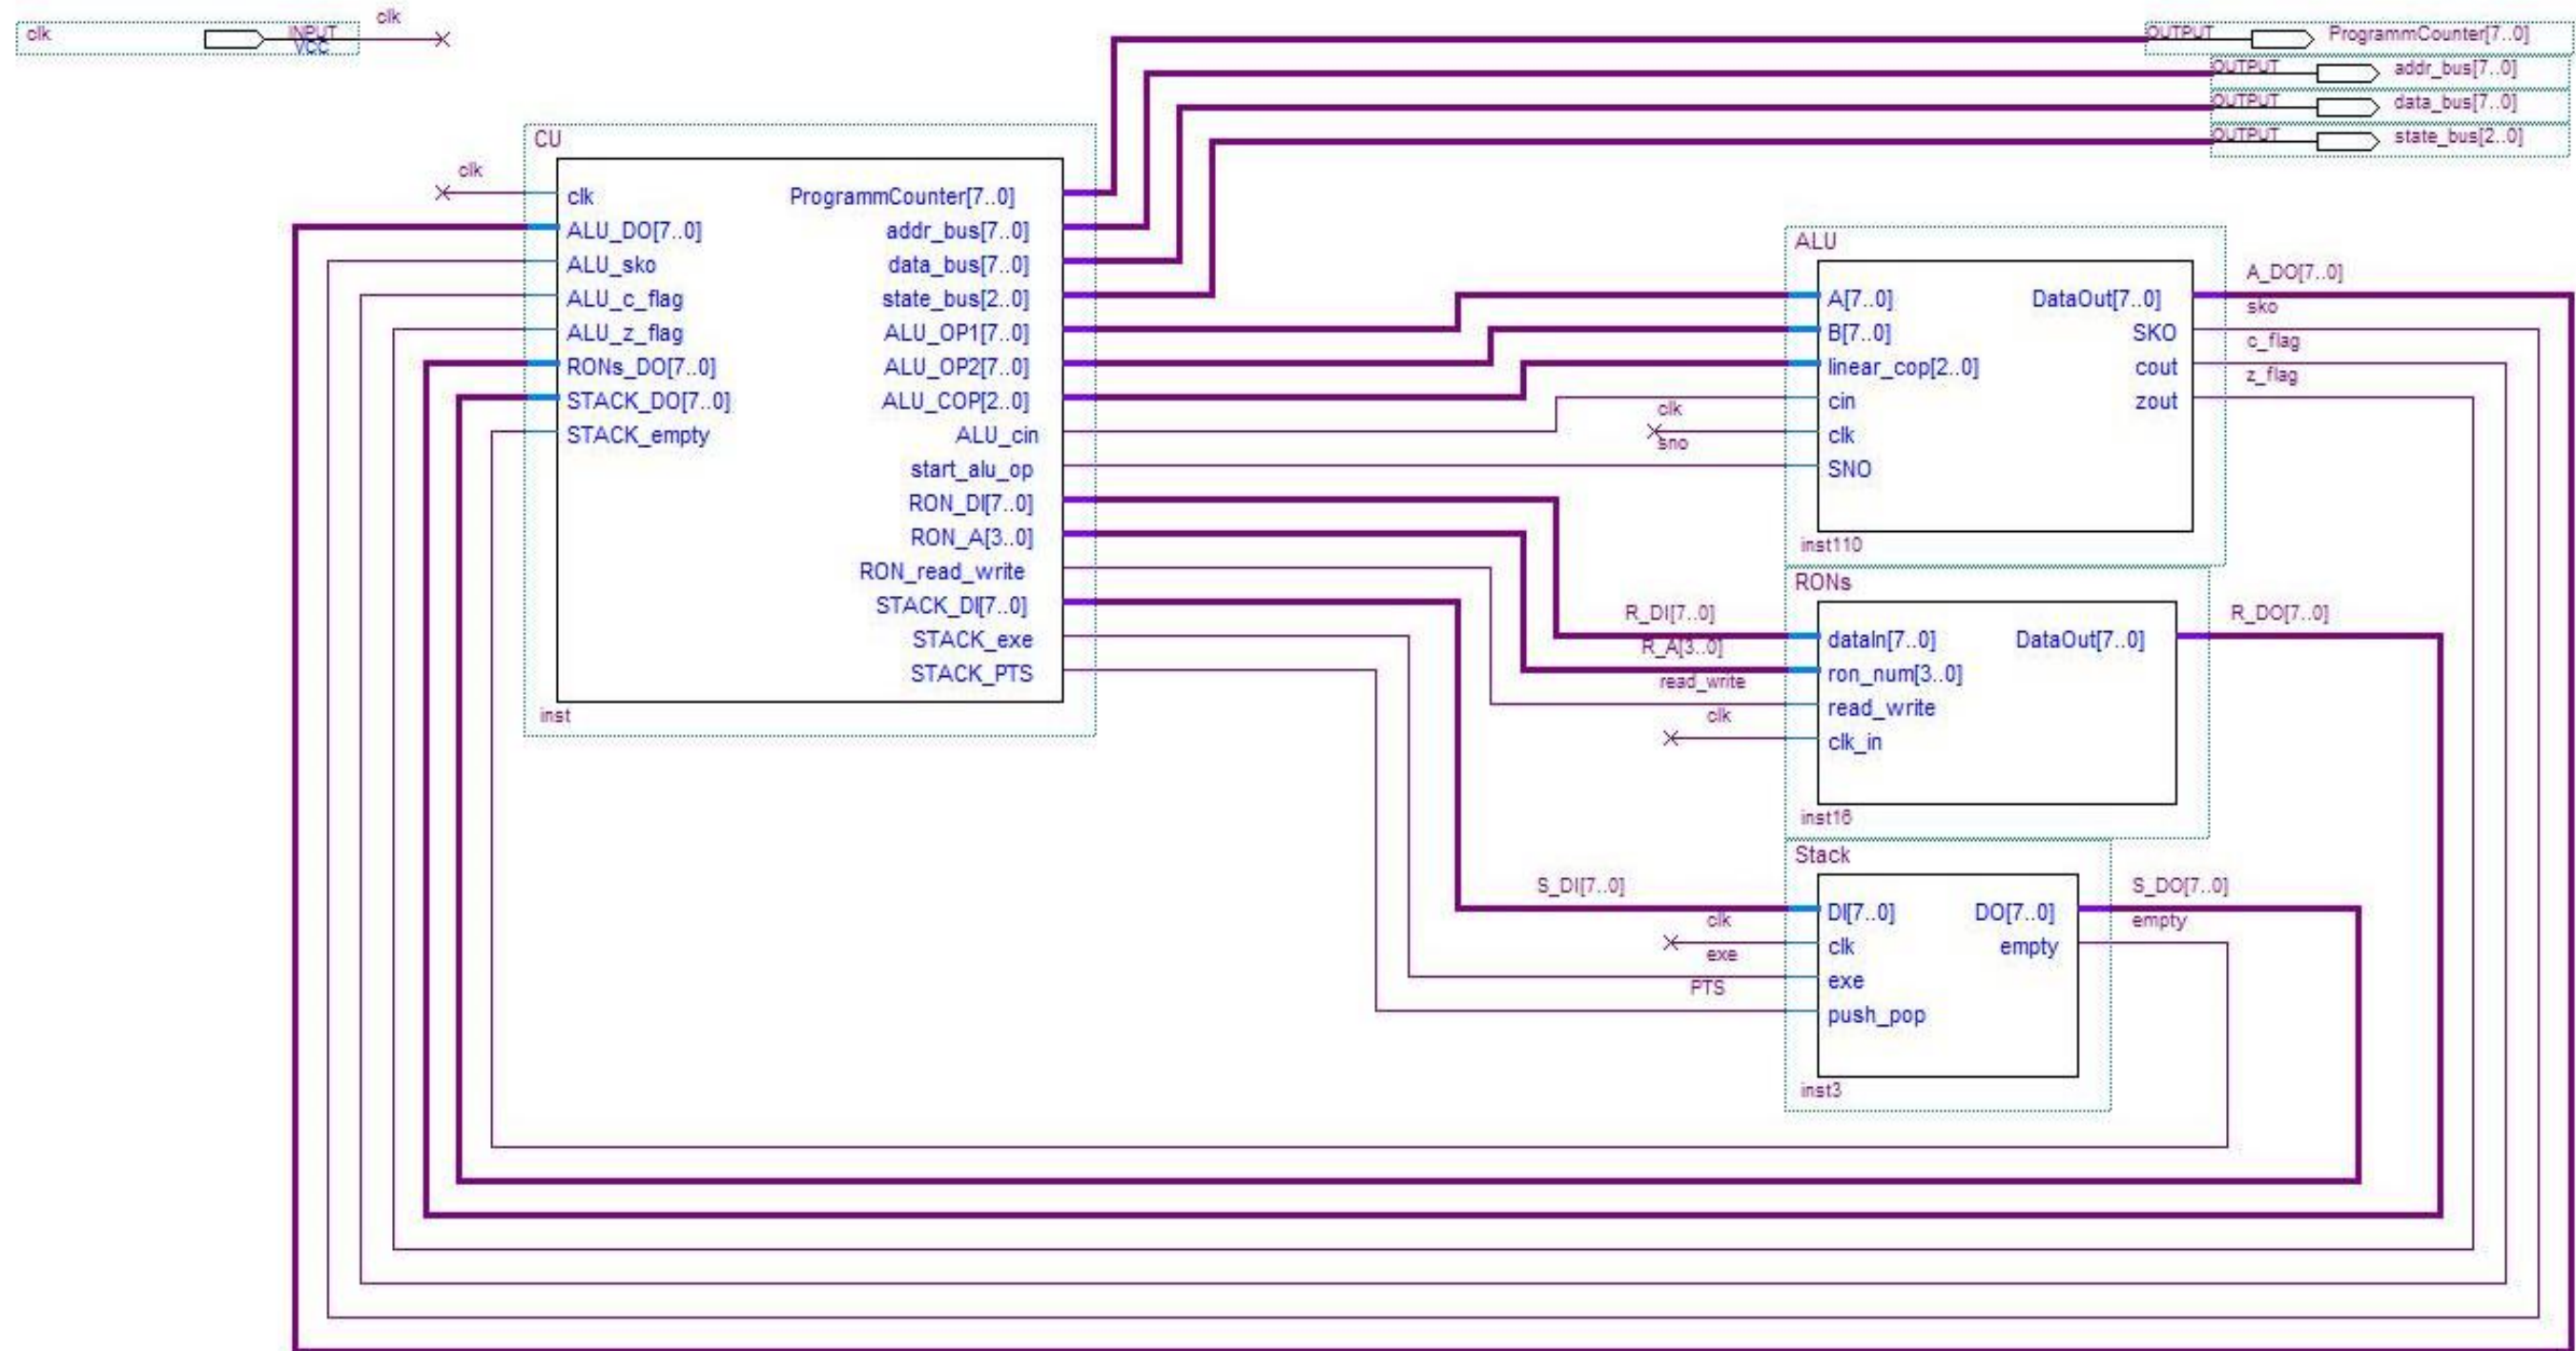 clk
INPUT
VCC
clk
OUTPUT
ProgrammCounter[7..0]
OUTPUT
addr_bus[7..0]
OUTPUT
data_bus[7..0]
OUTPUT
state_bus[2..0]
CU
clk
clk
ALU_DO[7..0]
ALU_sko
ALU_c_flag
ALU_z_flag
RONs_DO[7..0]
STACK_DO[7..0]
STACK_empty
ProgrammCounter[7..0]
addr_bus[7..0]
data_bus[7..0]
state_bus[2..0]
ALU_OP1[7..0]
ALU_OP2[7..0]
ALU_COP[2..0]
ALU_cin
start_alu_op
RON_DI[7..0]
RON_A[3..0]
RON_read_write
STACK_DI[7..0]
STACK_exe
STACK_PTS
inst
ALU
clk
sno
A[7..0]
B[7..0]
linear_cop[2..0]
cin
clk
SNO
DataOut[7..0]
SKO
cout
zout
A_DO[7..0]
sko
c_flag
z_flag
inst110
RONs
R_DI[7..0]
R_A[3..0]
read_write
clk
dataIn[7..0]
ron_num[3..0]
read_write
clk_in
DataOut[7..0]
R_DO[7..0]
inst16
Stack
S_DI[7..0]
clk
exe
PTS
DI[7..0]
clk
exe
push_pop
DO[7..0]
empty
S_DO[7..0]
empty
inst3